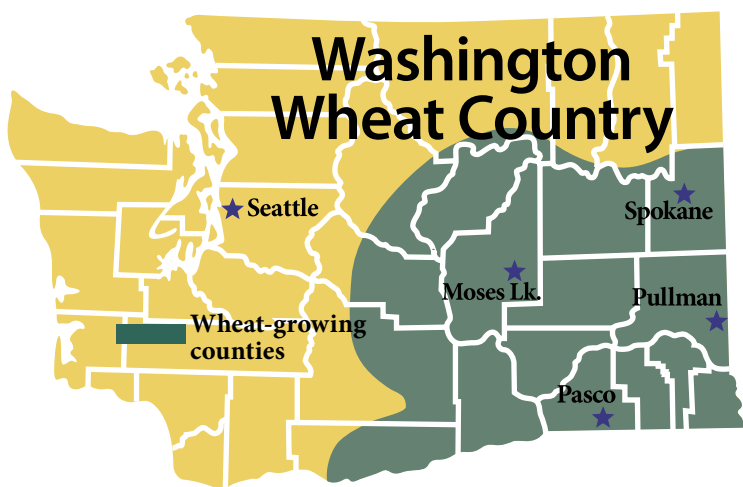 Washington
Wheat Country
Seattle
Spokane
Moses Lk.
Pullman
Wheat-growing
counties
Pasco